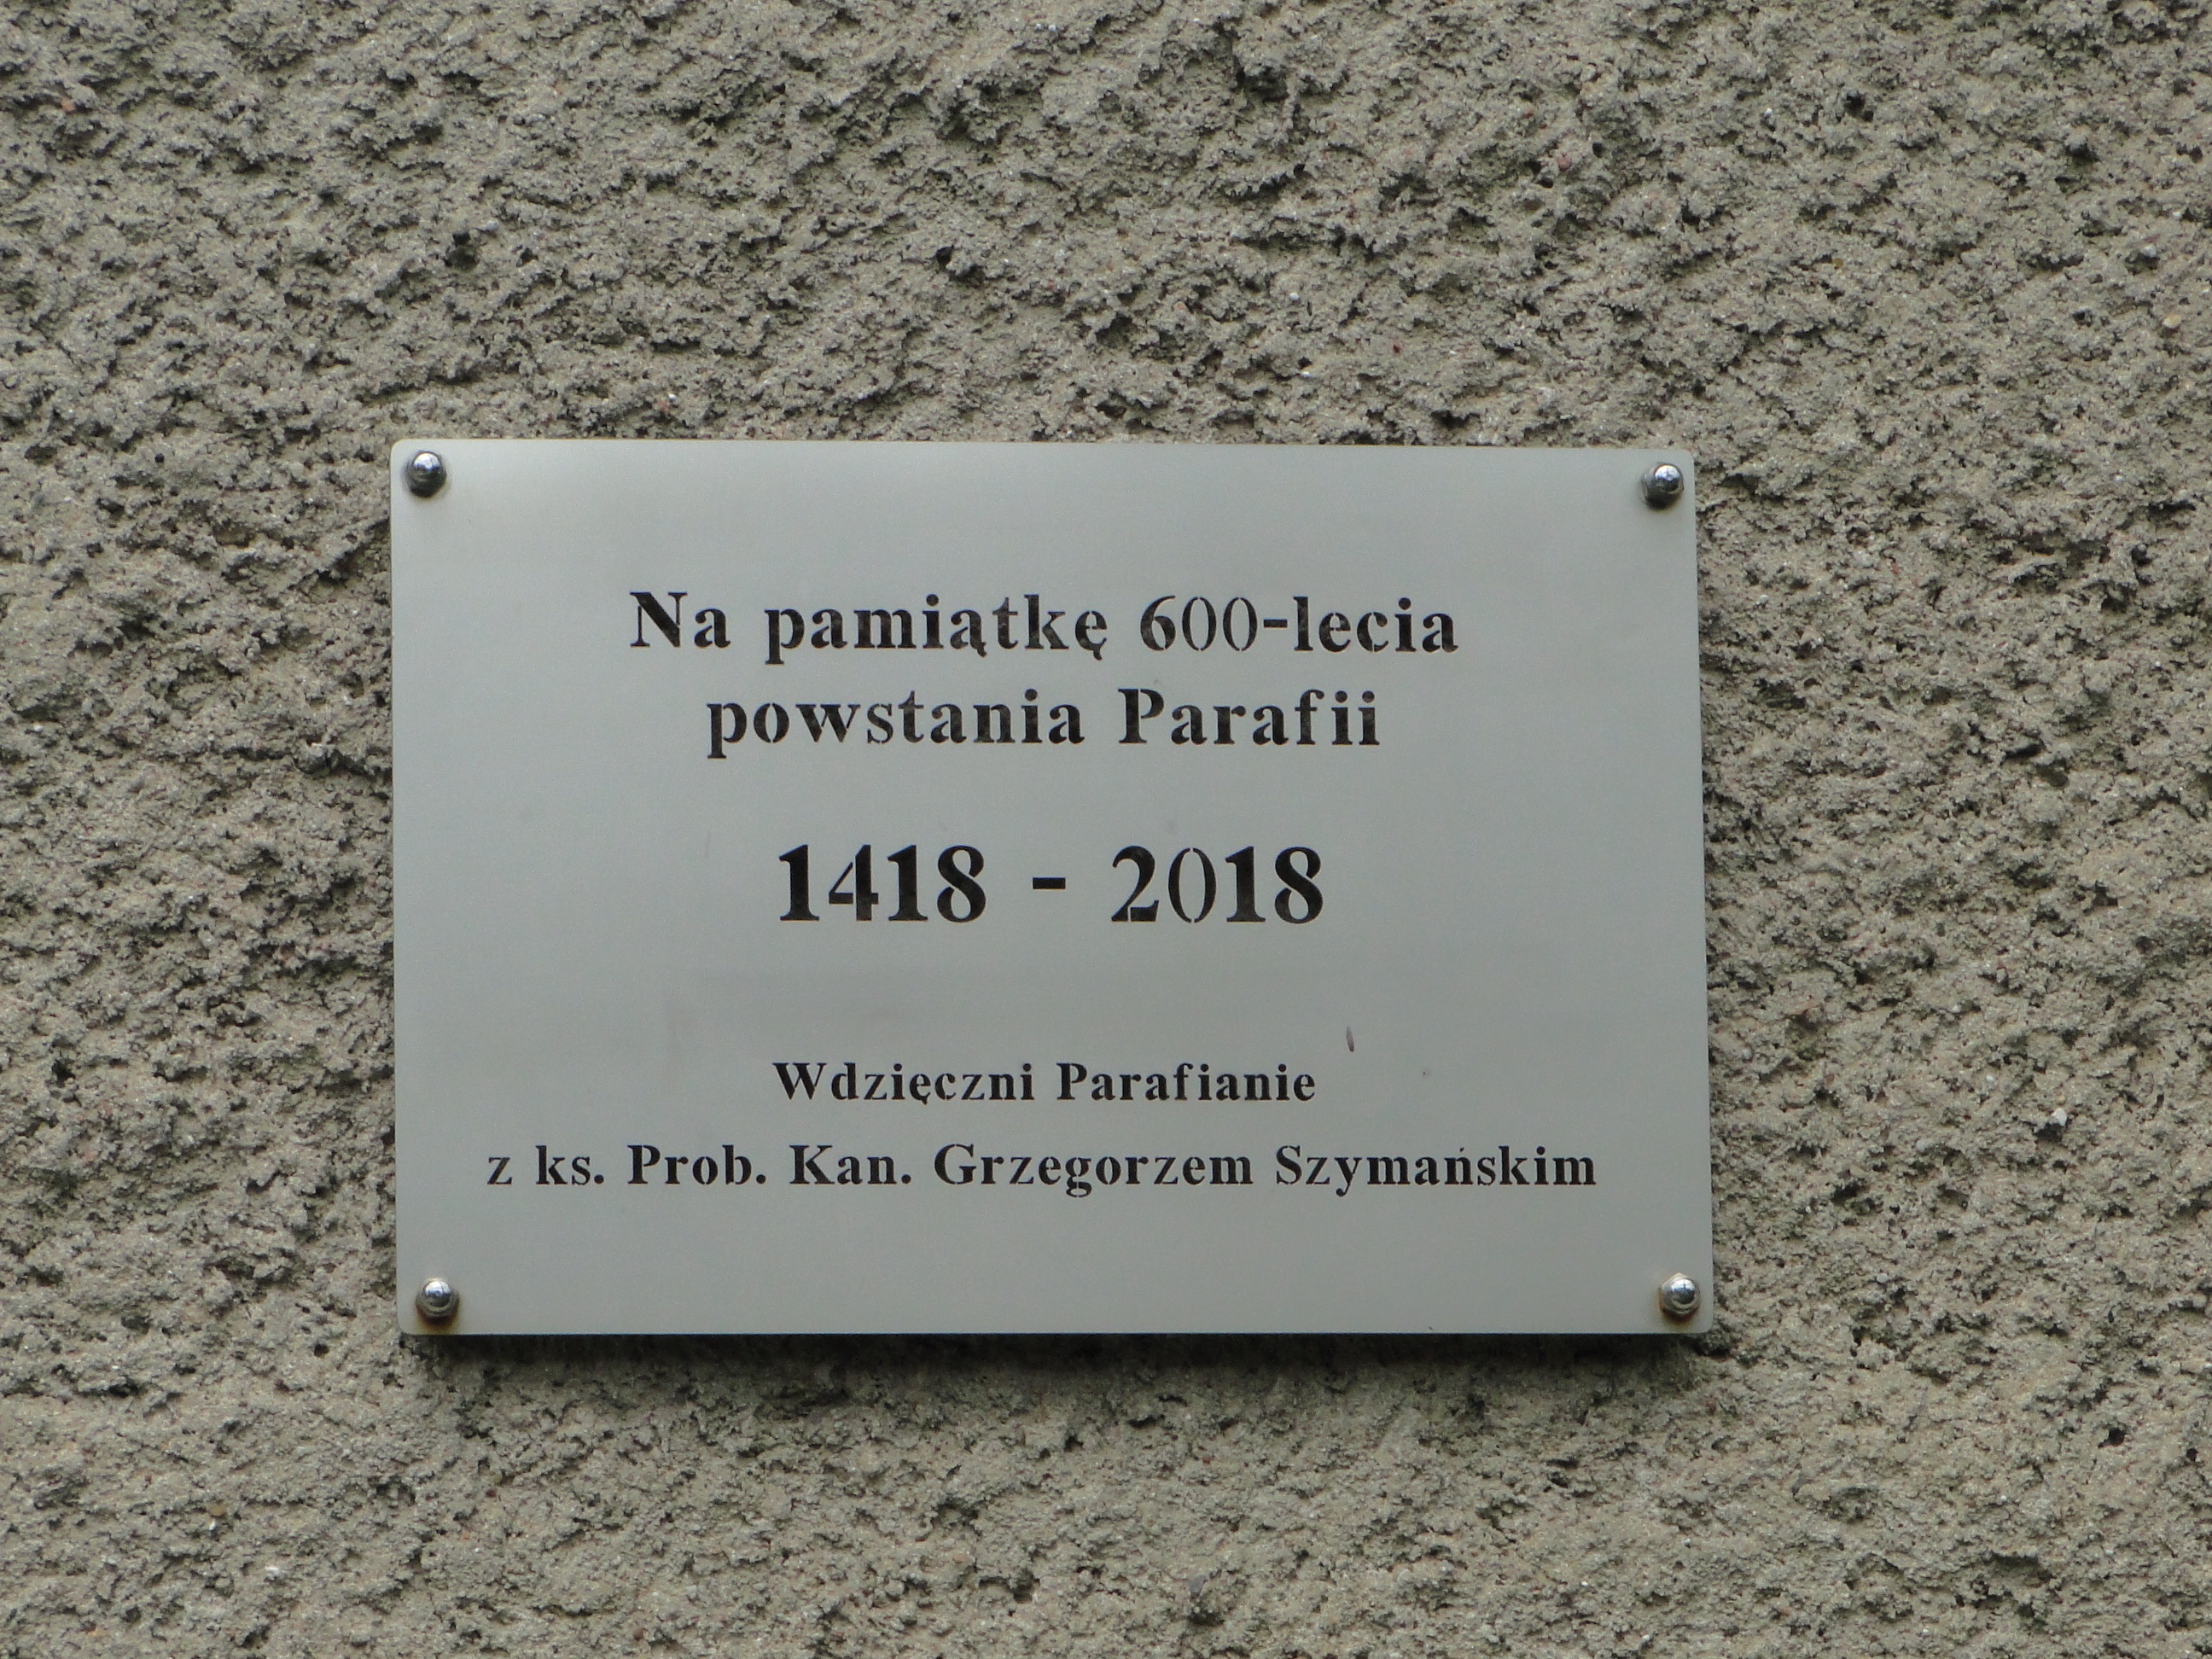 Na pamiątkę 600-lecia
powstania Parafii
1418 - 2018
Wdzięczni Parafianie
z ks. Prob. Kan. Grzegorzem Szymańskim